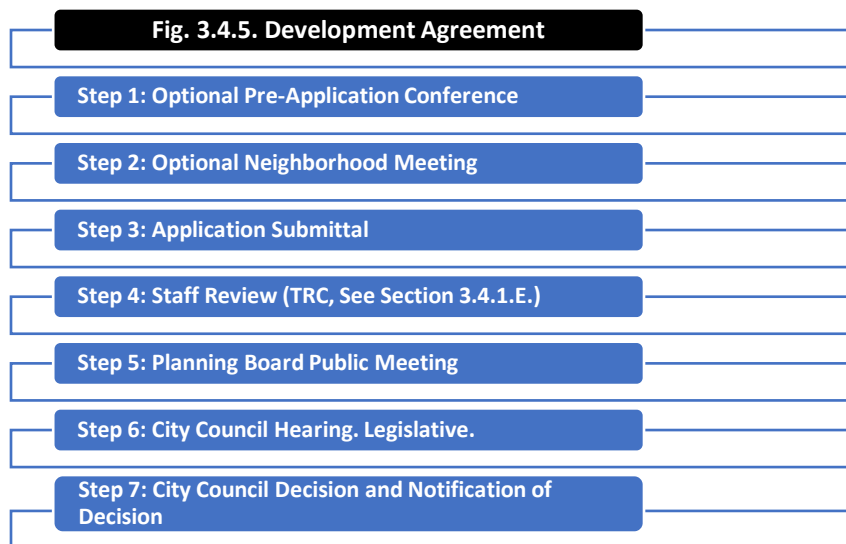 Fig. 3.4.5. Development Agreement
Step 1: Optional Pre-Application Conference
Step 2: Optional Neighborhood Meeting
Step 3: Application Submittal
Step 4: Staff Review (TRC, See Section 3.4.1.E.)
Step 5: Planning Board Public Meeting
Step 6: City Council Hearing. Legislative.
Step 7: City Council Decision and Notification of
Decision